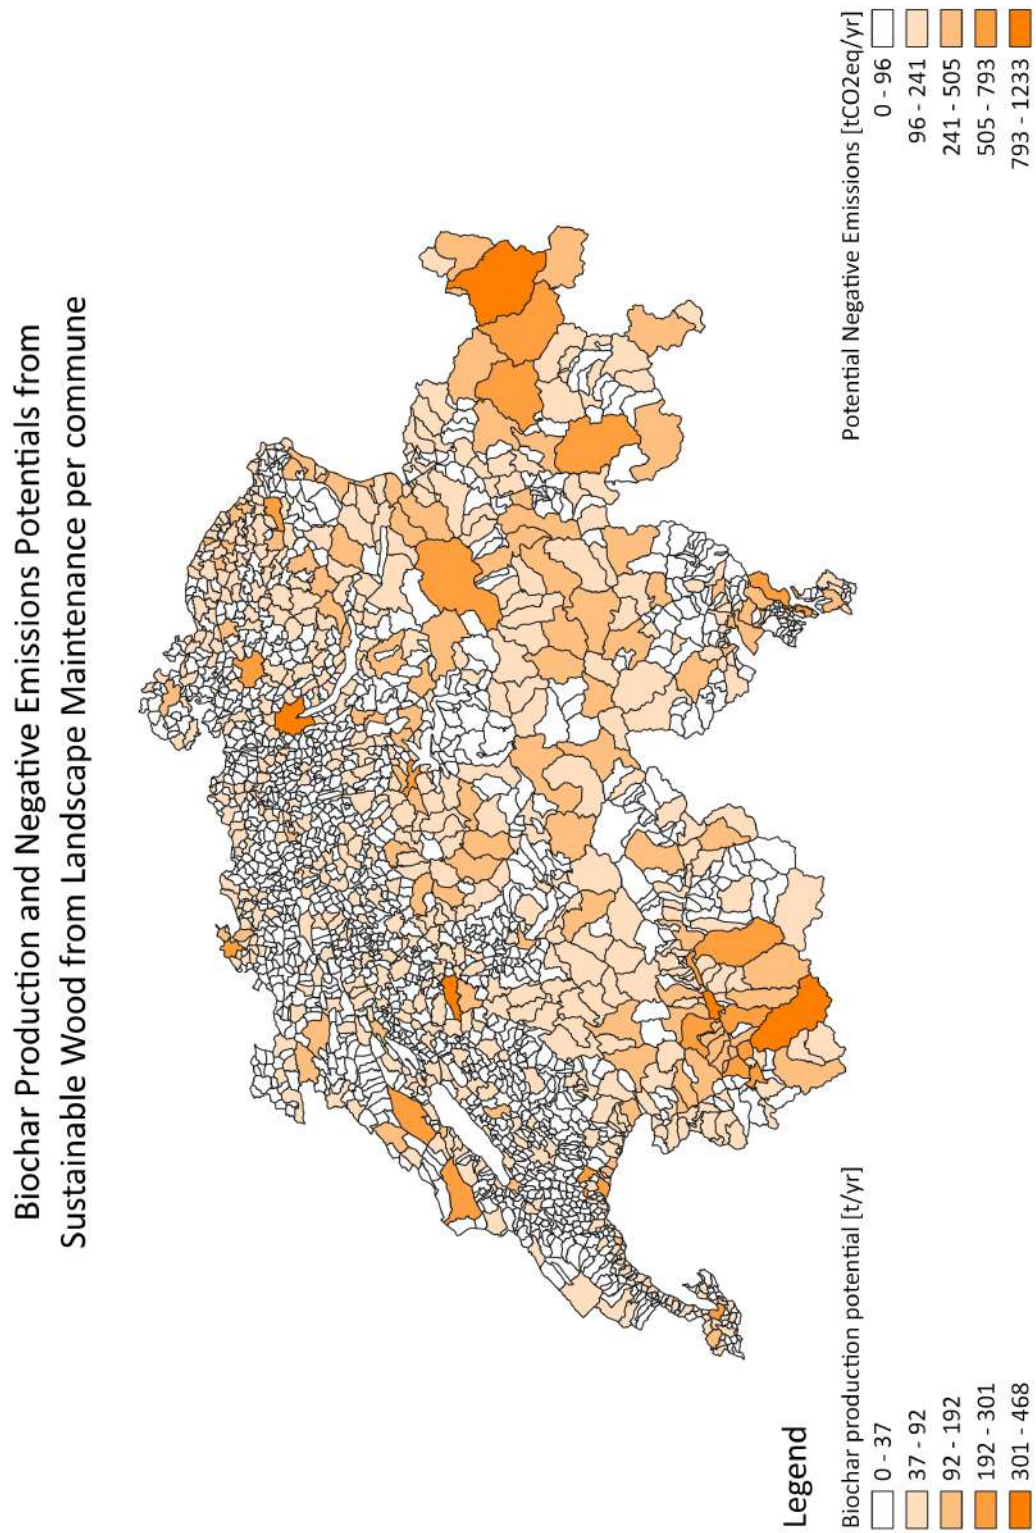 Biochar Production and Negative Emissions Potentials from
Sustainable Wood from Landscape Maintenance per commune
Legend
Biochar production potential [t/yr]
0 - 37
37 - 92
92 - 192
192 - 301
301 - 468
Potential Negative Emissions [tCO2eq/yr]
0 - 96
96 - 241
241 - 505
505 - 793
793 - 1233